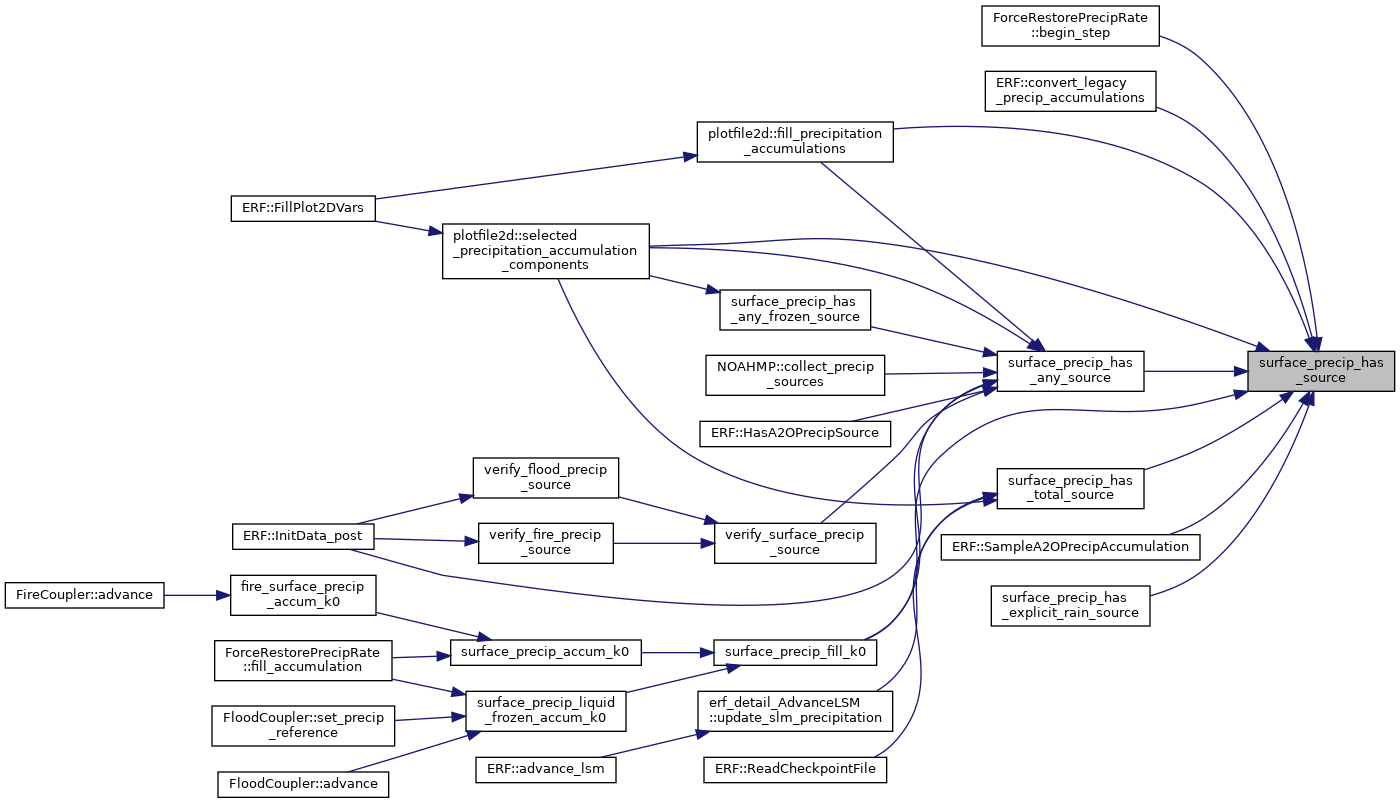 ForceRestorePrecipRate
::begin_step
ERF::convert_legacy
_precip_accumulations
plotfile2d::fill_precipitation
_accumulations
ERF::FillPlot2DVars
plotfile2d::selected
_precipitation_accumulation
_components
surface_precip_has
_any_frozen_source
surface_precip_has
_any_source
surface_precip_has
_source
NOAHMP::collect_precip
_sources
ERF::HasA2OPrecipSource
verify_flood_precip
_source
surface_precip_has
_total_source
ERF::InitData_post
verify_fire_precip
_source
verify_surface_precip
_source
ERF::SampleA2OPrecipAccumulation
FireCoupler::advance
fire_surface_precip
_accum_k0
surface_precip_has
_explicit_rain_source
ForceRestorePrecipRate
::fill_accumulation
surface_precip_accum_k0
surface_precip_fill_k0
FloodCoupler::set_precip
_reference
surface_precip_liquid
_frozen_accum_k0
erf_detail_AdvanceLSM
::update_slm_precipitation
FloodCoupler::advance
ERF::advance_lsm
ERF::ReadCheckpointFile